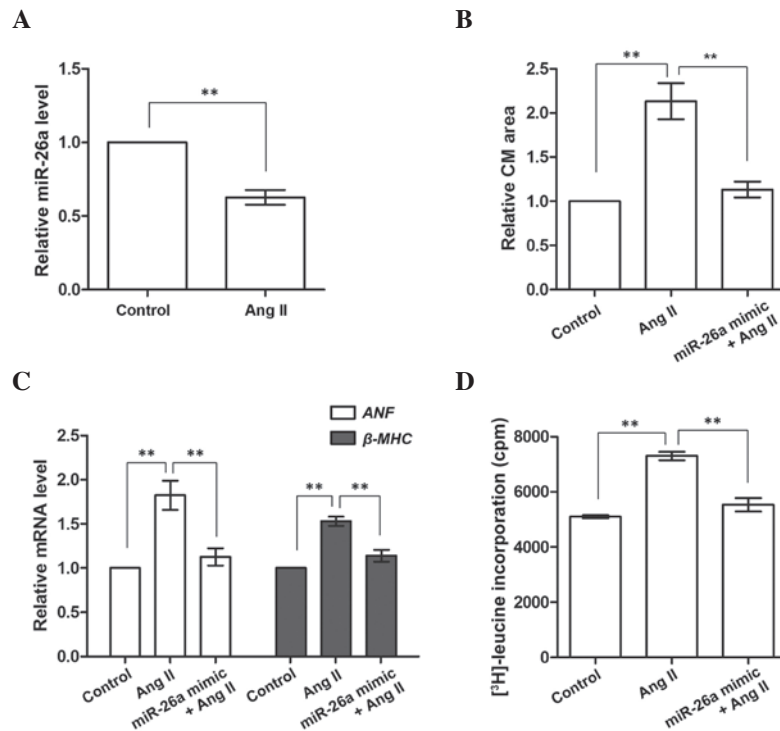 A
Relative miR-26a level
1.5
1.0
0.5
0.0
**
Control
Ang II
B
Relative CM area
2.5
2.0
1.5
1.0
0.5
0.0
**
**
Control
Ang II
miR-26a mimic
+ Ang II
C
ANF
β-MHC
Relative mRNA level
2.5
2.0
1.5
1.0
0.5
0.0
**
**
**
**
Control
Ang II
miR-26a mimic
+ Ang II
Control
Ang II
miR-26a mimic
+ Ang II
D
[³H]-leucine incorporation (cpm)
8000
6000
4000
2000
0
**
**
Control
Ang II
miR-26a mimic
+ Ang II